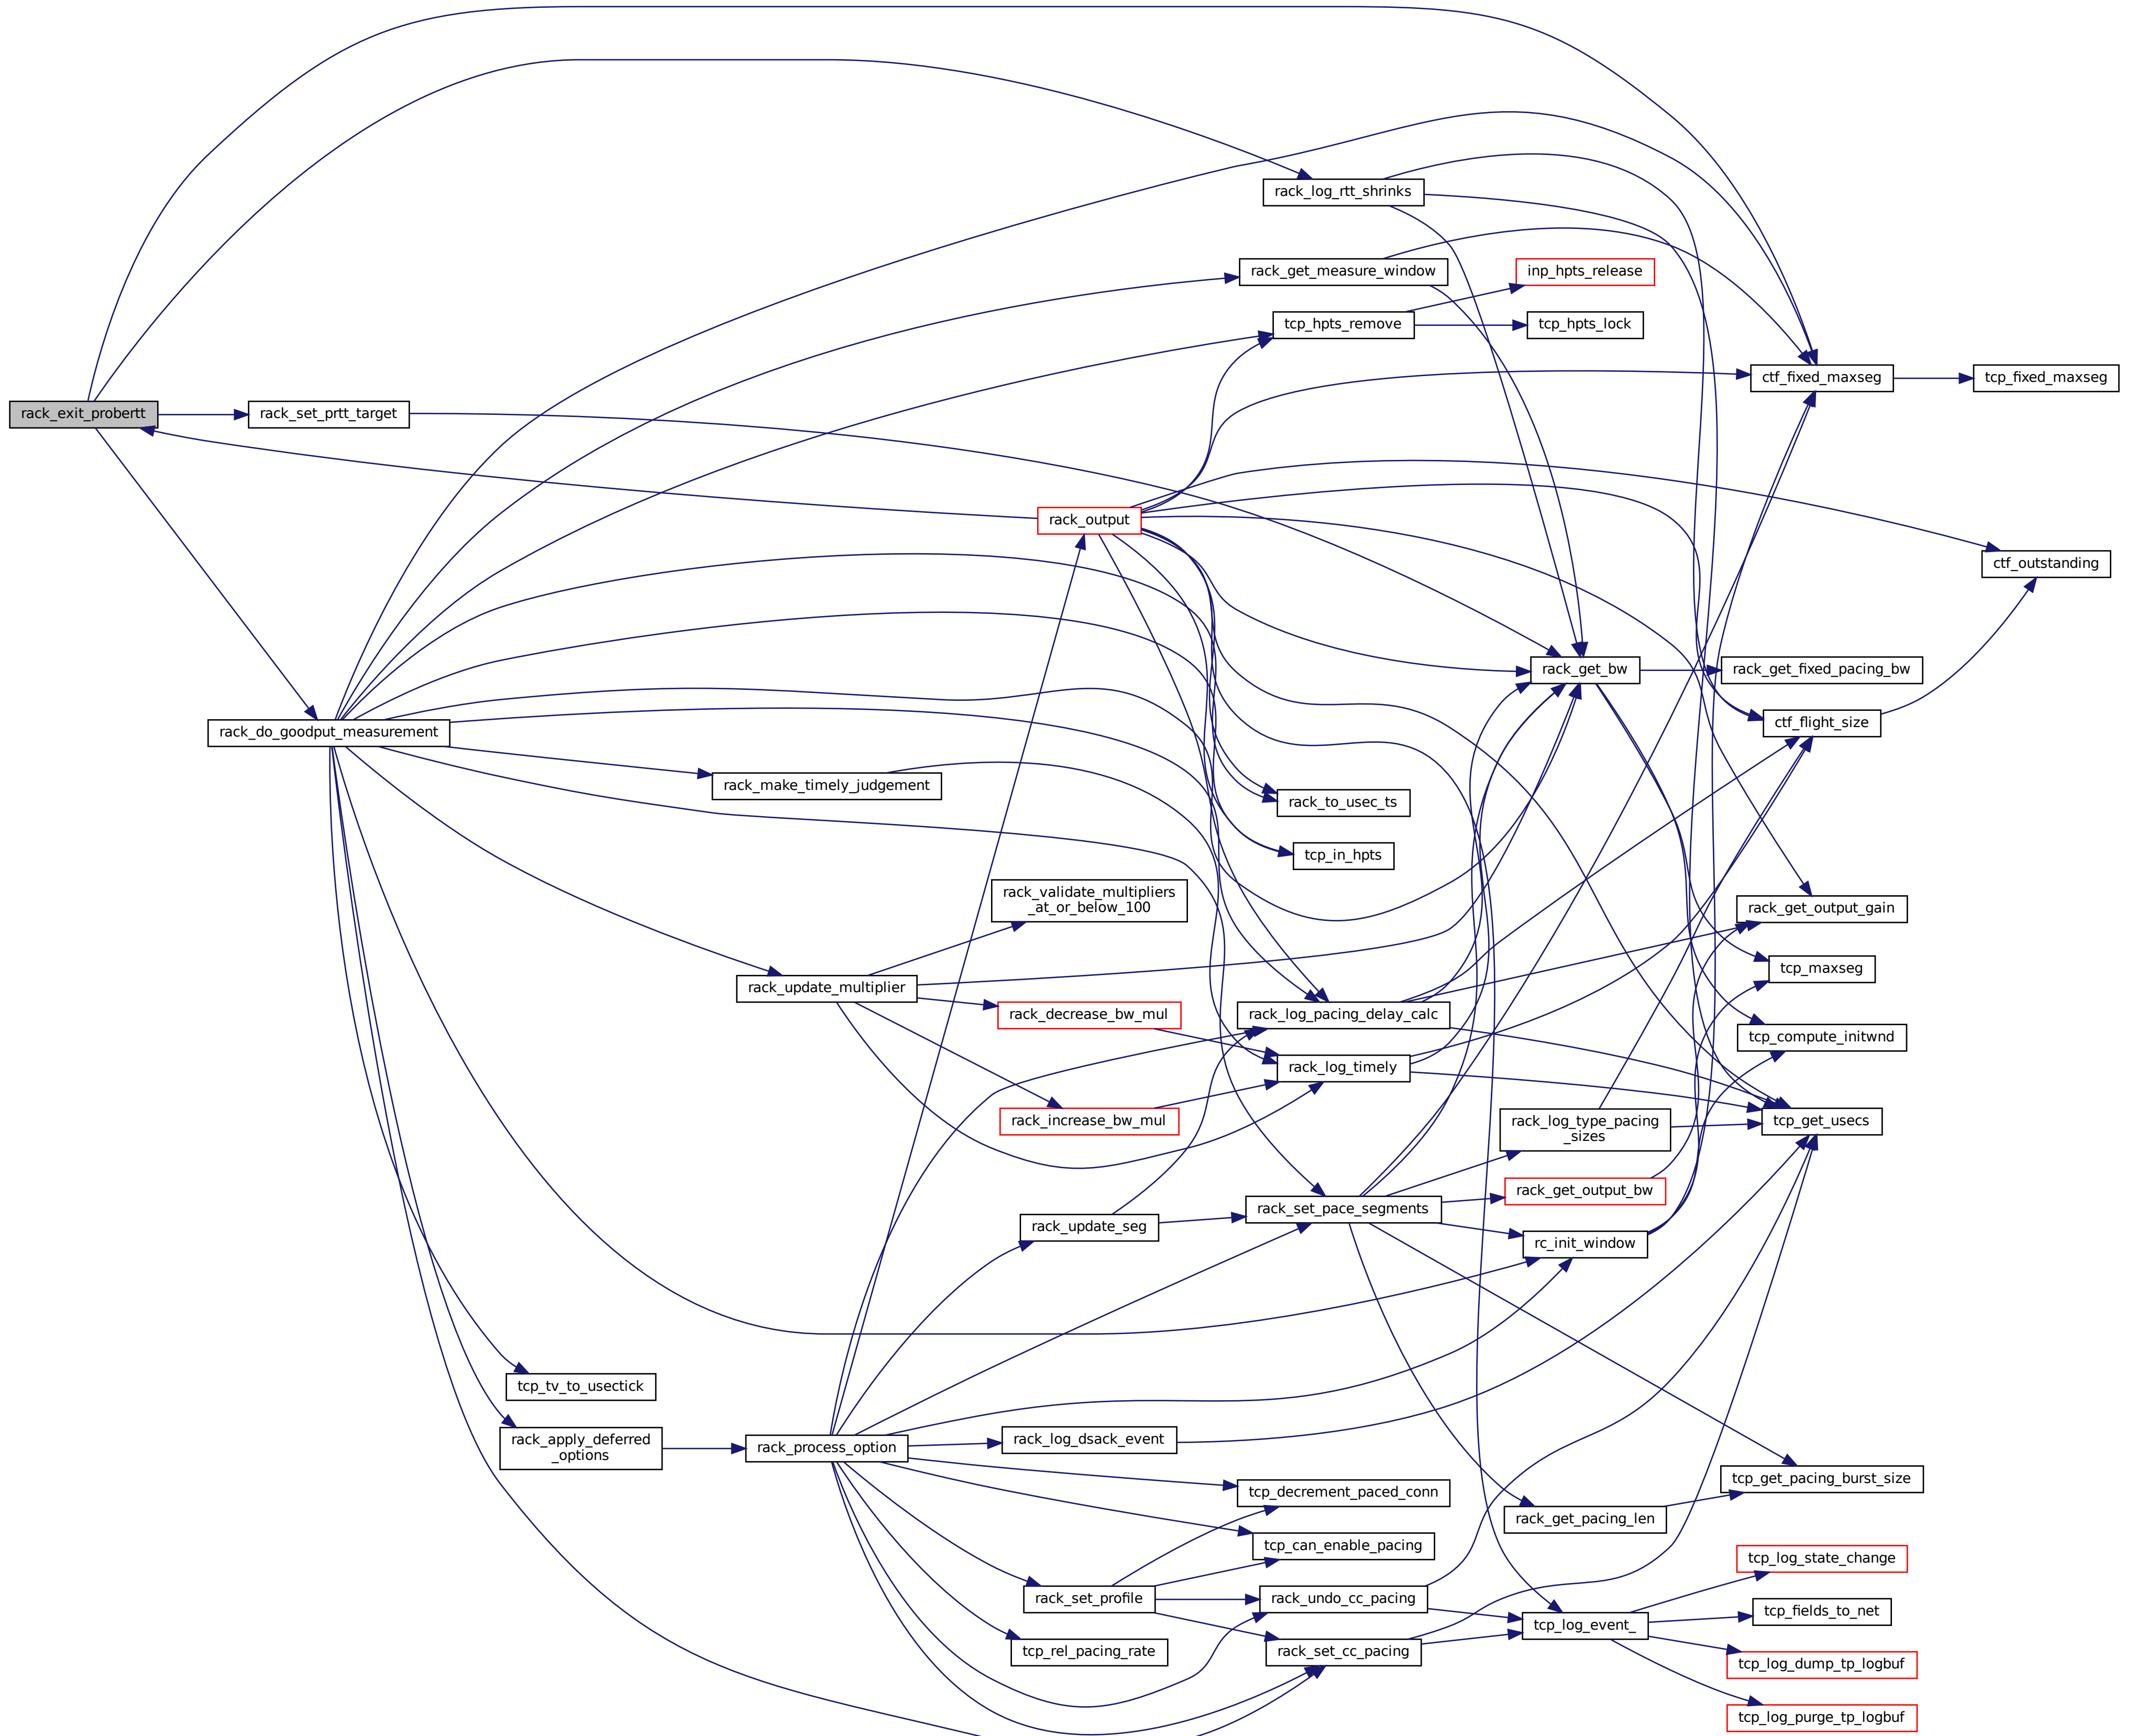 rack_log_rtt_shrinks
rack_get_measure_window
inp_hpts_release
tcp_hpts_remove
tcp_hpts_lock
ctf_fixed_maxseg
tcp_fixed_maxseg
rack_exit_probertt
rack_set_prtt_target
rack_output
ctf_outstanding
rack_get_bw
rack_get_fixed_pacing_bw
ctf_flight_size
rack_do_goodput_measurement
rack_make_timely_judgement
rack_to_usec_ts
tcp_in_hpts
rack_validate_multipliers
_at_or_below_100
rack_get_output_gain
tcp_maxseg
rack_update_multiplier
rack_decrease_bw_mul
rack_log_pacing_delay_calc
tcp_compute_initwnd
rack_log_timely
rack_increase_bw_mul
rack_log_type_pacing
_sizes
tcp_get_usecs
rack_get_output_bw
rack_set_pace_segments
rack_update_seg
rc_init_window
tcp_tv_to_usectick
rack_apply_deferred
_options
rack_process_option
rack_log_dsack_event
tcp_get_pacing_burst_size
tcp_decrement_paced_conn
rack_get_pacing_len
tcp_can_enable_pacing
tcp_log_state_change
rack_set_profile
rack_undo_cc_pacing
tcp_fields_to_net
tcp_log_event_
tcp_rel_pacing_rate
rack_set_cc_pacing
tcp_log_dump_tp_logbuf
tcp_log_purge_tp_logbuf